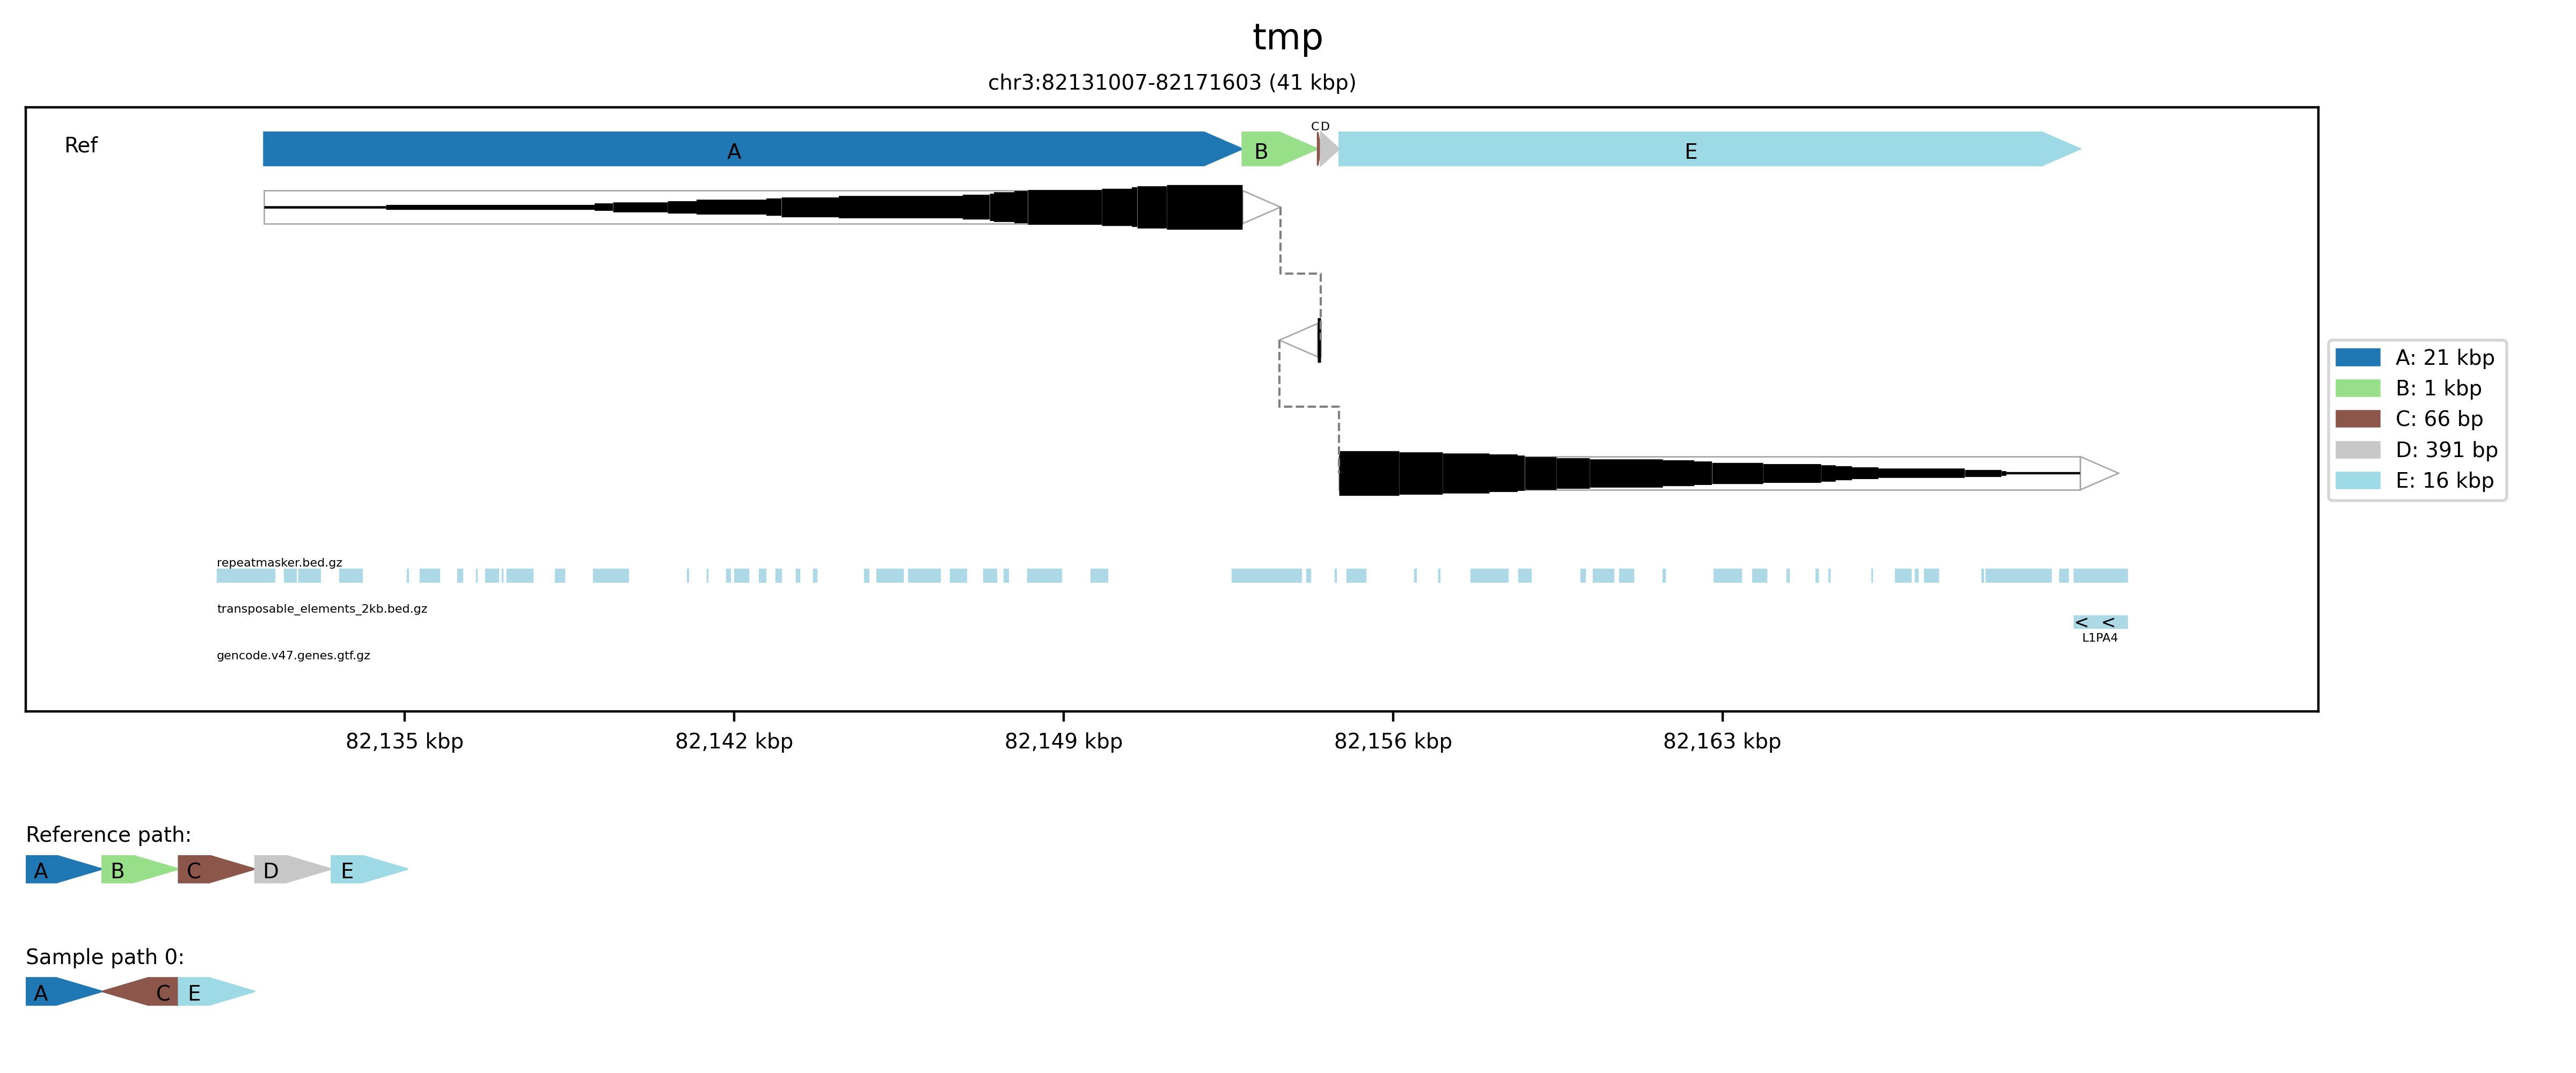 tmp
chr3:82131007-82171603 (41 kbp)
Ref
A
B
C
D
E
A: 21 kbp
B: 1 kbp
C: 66 bp
D: 391 bp
E: 16 kbp
repeatmasker.bed.gz
transposable_elements_2kb.bed.gz
< <
L1PA4
gencode.v47.genes.gtf.gz
82,135 kbp
82,142 kbp
82,149 kbp
82,156 kbp
82,163 kbp
Reference path:
A B C D E
Sample path 0:
A C E